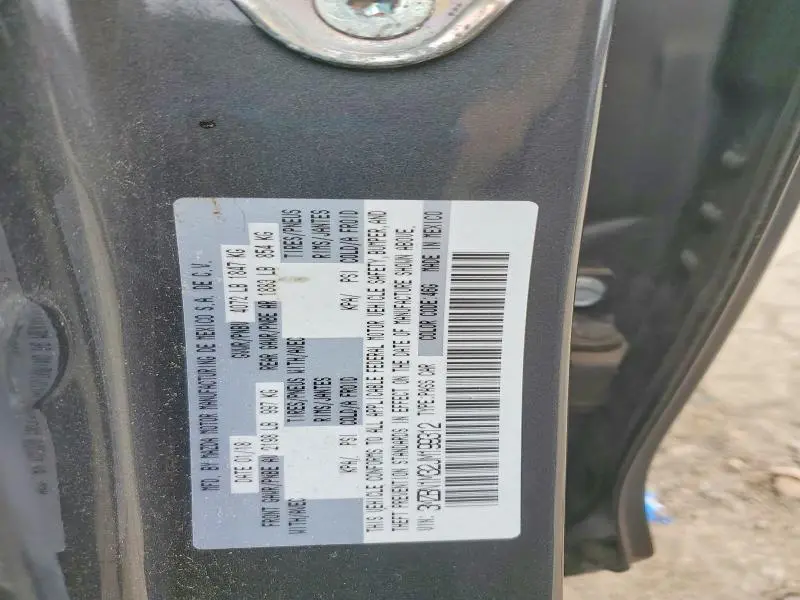 MFD. BY MAZDA MOTOR MANUFACTURING DE MEXICO S.A. DE C.V.
DATE 01/18 GVWR/PNBV 4072 LB 1847 KG
FRONT GAWR/PNBE AV 2198 LB 997 KG REAR GAWR/PNBE AR 1883 LB 854 KG
WITH/AVEC TIRES/PNEUS WITH/AVEC TIRES/PNEUS
RIMS/JANTES RIMS/JANTES
KPA/ PSI COLD/A FROID KPA/ PSI COLD/A FROID
THIS VEHICLE CONFORMS TO ALL APPLICABLE FEDERAL MOTOR VEHICLE SAFETY, BUMPER, AND
THEFT PREVENTION STANDARDS IN EFFECT ON THE DATE OF MANUFACTURE SHOWN ABOVE.
VIN: TYPE: PASS CAR COLOR CODE: 46G MADE IN MEXICO